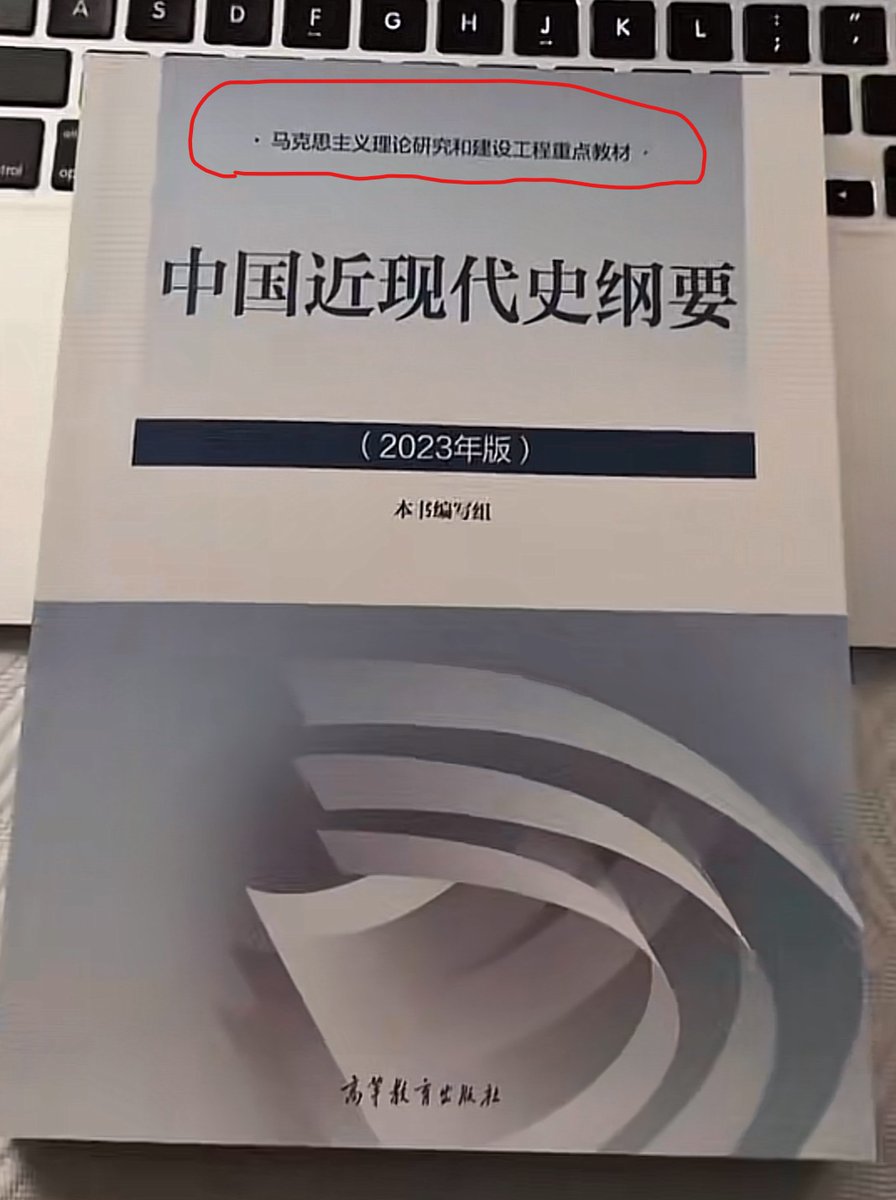 A S D F G H J K L : ; " ,
trol
alt
op
· 马克思主义理论研究和建设工程重点教材 ·
中国近现代史纲要
（2023年版）
本书编写组
高等教育出版社